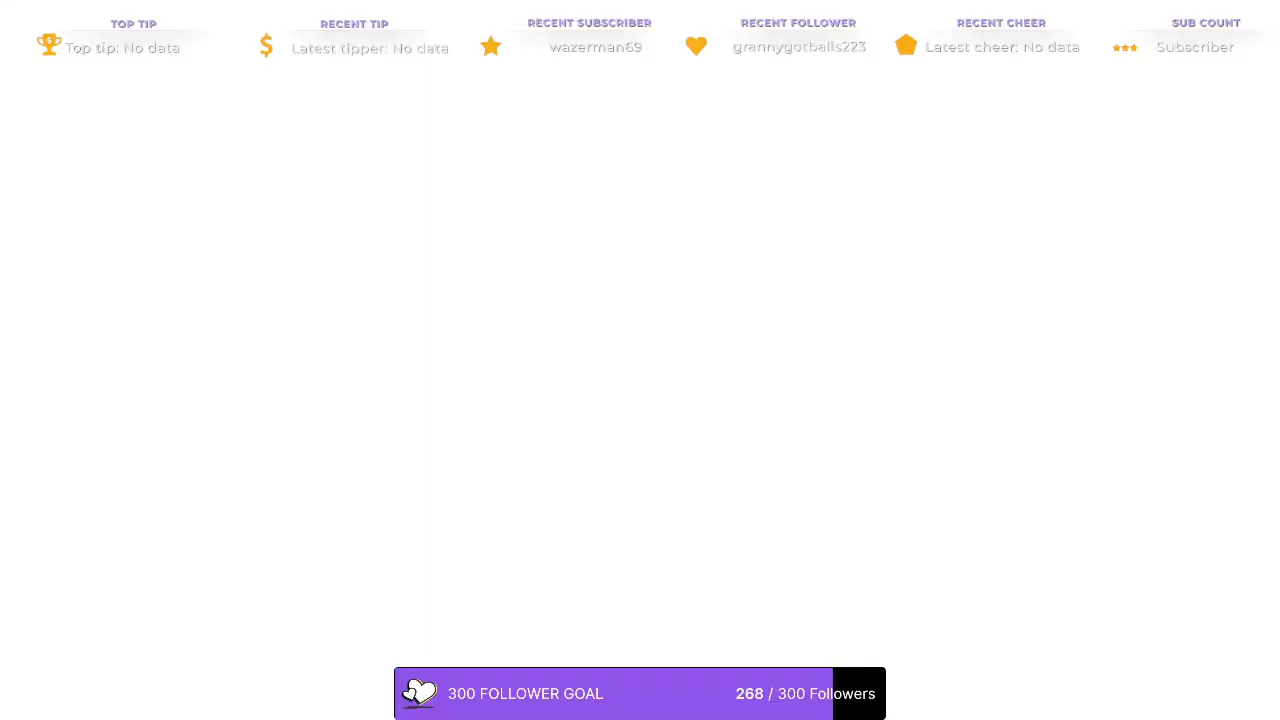 TOP TIP
Top tip: No data
RECENT TIP
Latest tipper: No data
RECENT SUBSCRIBER
wazerman69
RECENT FOLLOWER
grannygotballs223
RECENT CHEER
Latest cheer: No data
SUB COUNT
Subscriber
300 FOLLOWER GOAL
268 / 300 Followers